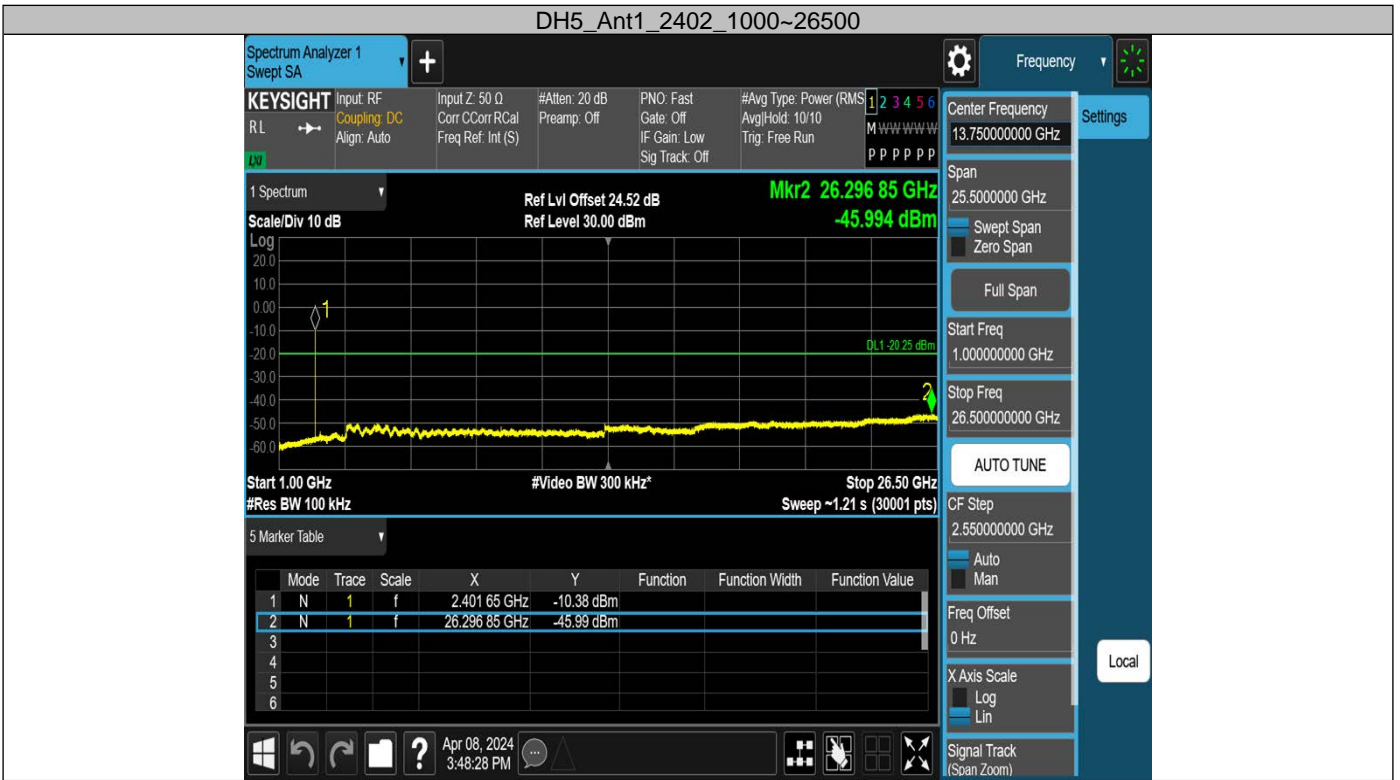 DH5_Ant1_2402_1000~26500
Spectrum Analyzer 1
Swept SA
+
Frequency
KEYSIGHT
RL
LXI
Input: RF
Coupling: DC
Align: Auto
Input Z: 50 Ω
Corr CCorr RCal
Freq Ref: Int (S)
#Atten: 20 dB
Preamp: Off
PNO: Fast
Gate: Off
IF Gain: Low
Sig Track: Off
#Avg Type: Power (RMS
Avg|Hold: 10/10
Trig: Free Run
1 2 3 4 5 6
M W W W W W
P P P P P P
1 Spectrum
Scale/Div 10 dB
Ref Lvl Offset 24.52 dB
Ref Level 30.00 dBm
Mkr2 26.296 85 GHz
-45.994 dBm
Log
20.0
10.0
0.00
-10.0
-20.0
-30.0
-40.0
-50.0
-60.0
1
DL1 -20.25 dBm
2
Start 1.00 GHz
#Video BW 300 kHz*
Stop 26.50 GHz
#Res BW 100 kHz
Sweep ~1.21 s (30001 pts)
5 Marker Table
Mode Trace Scale X Y Function Function Width Function Value
1 N 1 f 2.401 65 GHz -10.38 dBm
2 N 1 f 26.296 85 GHz -45.99 dBm
3
4
5
6
?
Apr 08, 2024
3:48:28 PM
Center Frequency
13.750000000 GHz
Settings
Span
25.5000000 GHz
Swept Span
Zero Span
Full Span
Start Freq
1.000000000 GHz
Stop Freq
26.500000000 GHz
AUTO TUNE
CF Step
2.550000000 GHz
Auto
Man
Freq Offset
0 Hz
Local
X Axis Scale
Log
Lin
Signal Track
(Span Zoom)